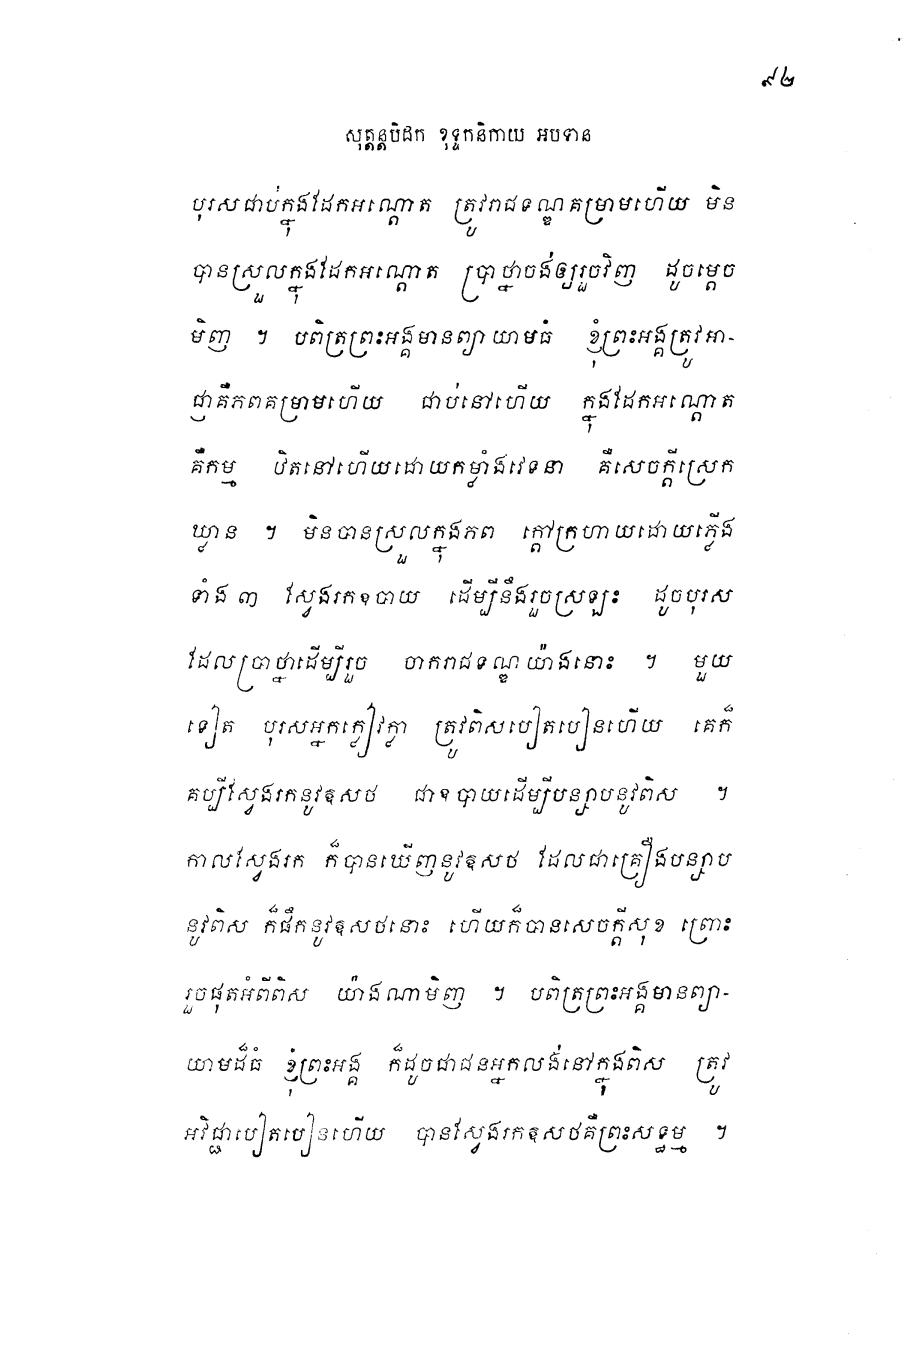 ៩២
សុត្តន្តបិដក ខុទ្ទកនិកាយ អបទាន
បុរសជាប់ក្នុងដែកអណ្តោត ត្រូវរាជទណ្ឌគម្រាមហើយ មិន
បានស្រួលក្នុងដែកអណ្តោត ប្រាថ្នាចង់ឲ្យរួចវិញ ដូចម្តេច
មិញ ។ បពិត្រព្រះអង្គមានព្យាយាមធំ ខ្ញុំព្រះអង្គត្រូវអា-
ជ្ញាគឺភពគម្រាមហើយ ជាប់នៅហើយ ក្នុងដែកអណ្តោត
គឺកម្ម ឋិតនៅហើយដោយកម្លាំងវេទនា គឺសេចក្តីស្រេក
ឃ្លាន ។ មិនបានស្រួលក្នុងភព ក្តៅក្រហាយដោយភ្លើង
ទាំង ៣ ស្វែងរកឧបាយ ដើម្បីនឹងរួចស្រឡះ ដូចបុរស
ដែលប្រាថ្នាដើម្បីរួច ចាករាជទណ្ឌយ៉ាងនោះ ។ មួយ
ទៀត បុរសអ្នកក្លៀវក្លា ត្រូវពិសបៀតបៀនហើយ គេក៏
គប្បីស្វែងរកនូវឱសថ ជាឧបាយដើម្បីបន្សាបនូវពិស ។
កាលស្វែងរក ក៏បានឃើញនូវឱសថ ដែលជាគ្រឿងបន្សាប
នូវពិស ក៏ផឹកនូវឱសថនោះ ហើយក៏បានសេចក្តីសុខ ព្រោះ
រួចផុតអំពីពិស យ៉ាងណាមិញ ។ បពិត្រព្រះអង្គមានព្យា-
យាមដ៏ធំ ខ្ញុំព្រះអង្គ ក៏ដូចជាជនអ្នកលង់នៅក្នុងពិស ត្រូវ
អវិជ្ជាបៀតបៀនហើយ បានស្វែងរកឱសថគឺព្រះសទ្ធម្ម ។